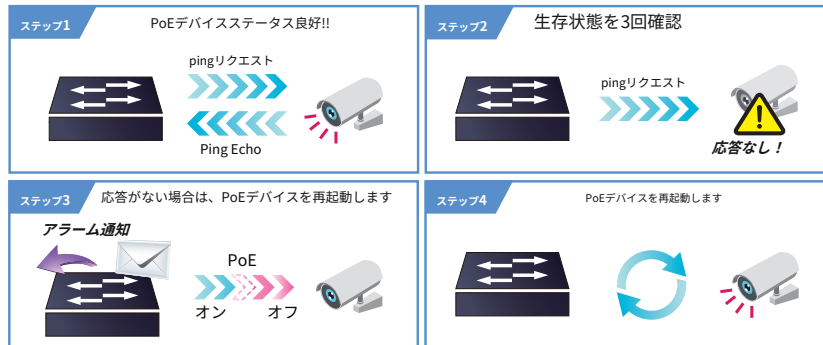 ステップ1
PoEデバイスステータス良好!!
pingリクエスト
Ping Echo
ステップ2
生存状態を3回確認
pingリクエスト
応答なし！
ステップ3
応答がない場合は、PoEデバイスを再起動します
アラーム通知
PoE
オン オフ
ステップ4
PoEデバイスを再起動します